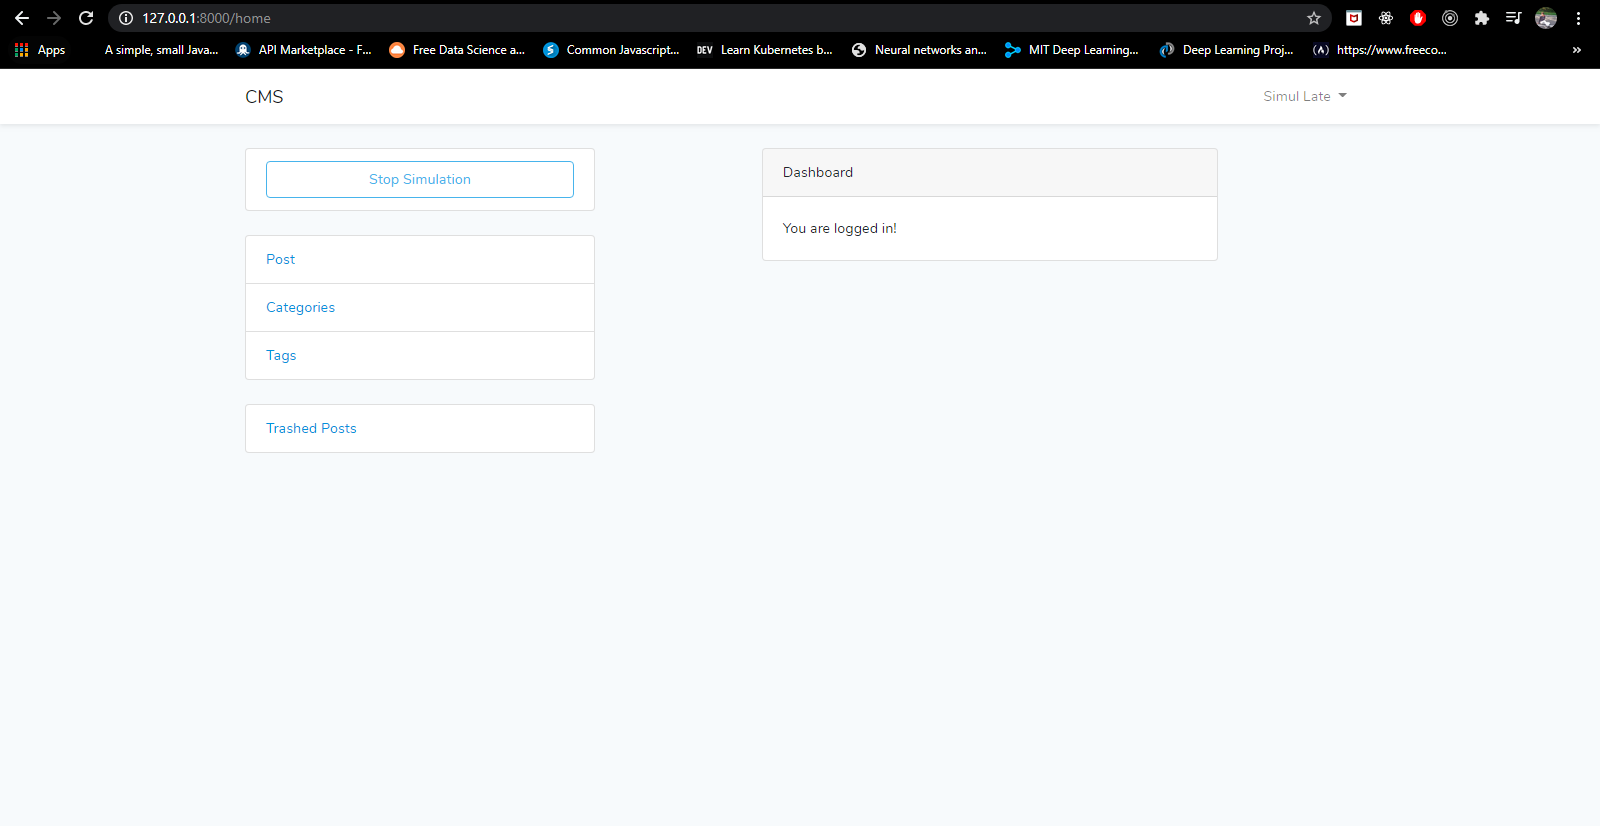 127.0.0.1:8000/home
Apps A simple, small Java... API Marketplace - F... Free Data Science a... S Common Javascript... DEV Learn Kubernetes b... Neural networks an... MIT Deep Learning... Deep Learning Proj... (A) https://www.freeco... »
CMS Simul Late
Stop Simulation
Dashboard
You are logged in!
Post
Categories
Tags
Trashed Posts